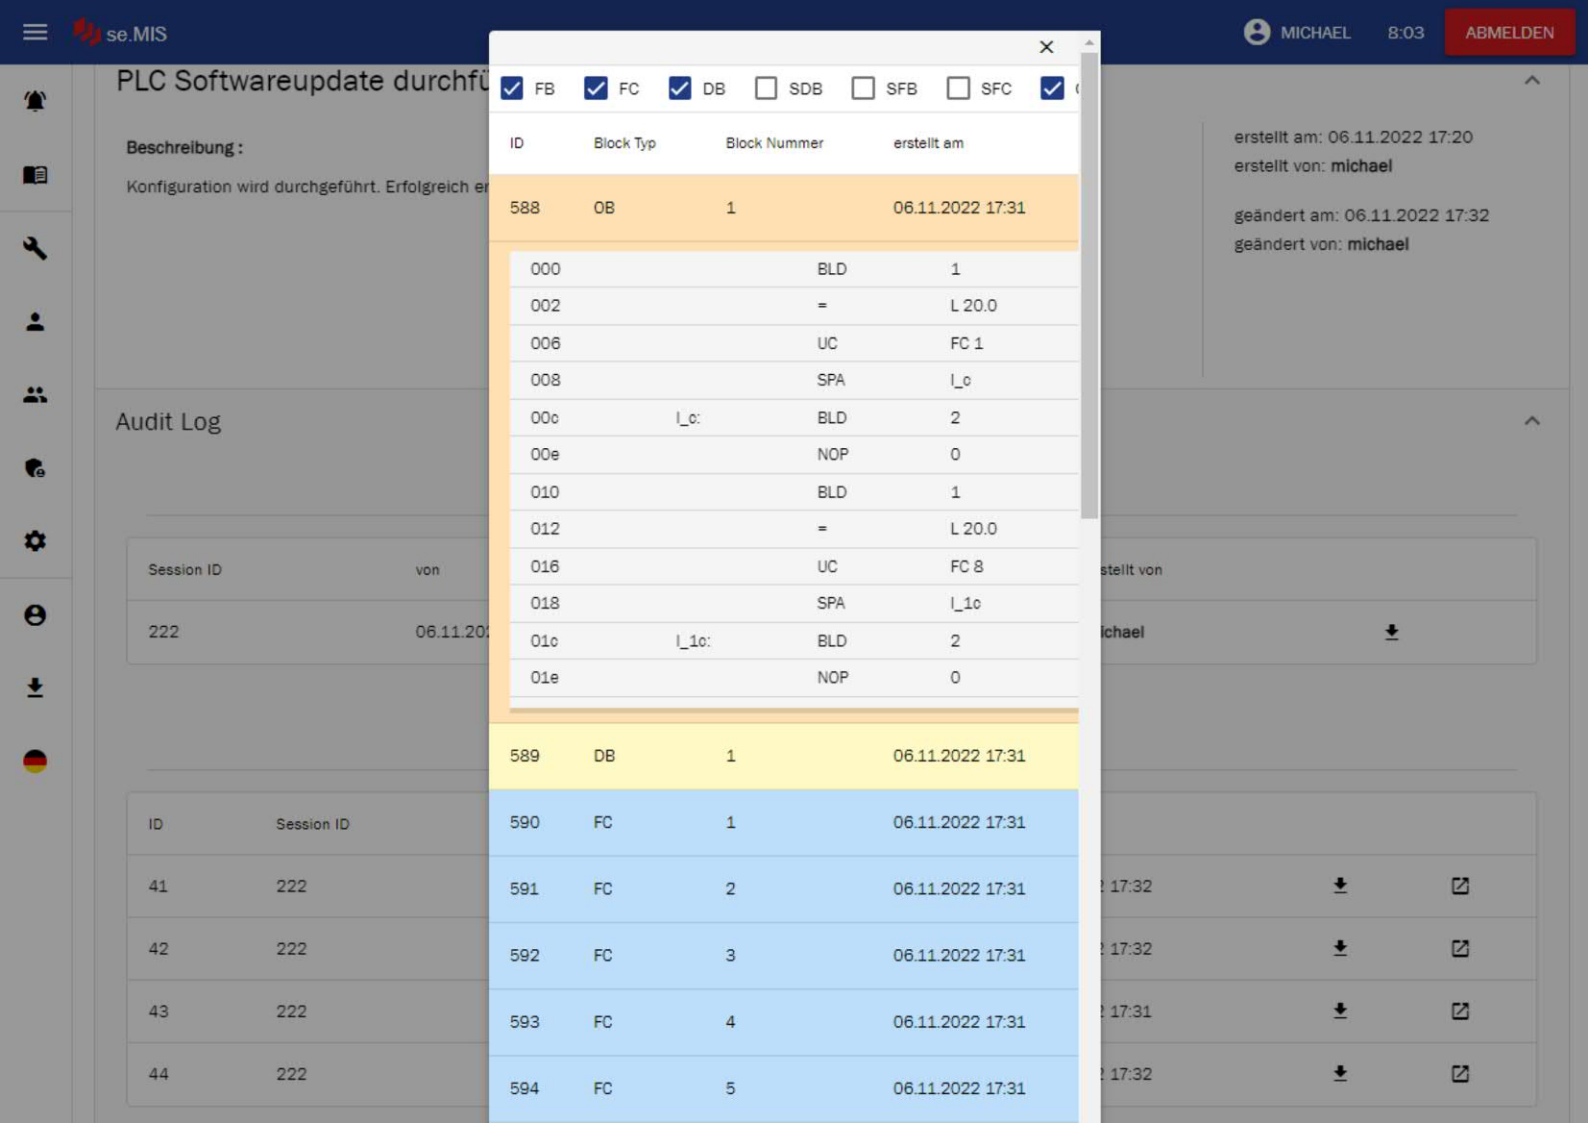 se.MIS
MICHAEL 8:03 ABMELDEN
PLC Softwareupdate
FB FC DB SDB SFB SFC
Beschreibung :
Konfiguration wird durchgeführt. Erfolgreich
erstellt am: 06.11.2022 17:20
erstellt von: michael
geändert am: 06.11.2022 17:32
geändert von: michael
ID Block Typ Block Nummer erstellt am
588 OB 1 06.11.2022 17:31
000 BLD 1
002 = L 20.0
006 UC FC 1
008 SPA l_c
00c l_c: BLD 2
00e NOP 0
010 BLD 1
012 = L 20.0
016 UC FC 8
018 SPA l_1c
01c l_1c: BLD 2
01e NOP 0
589 DB 1 06.11.2022 17:31
590 FC 1 06.11.2022 17:31
591 FC 2 06.11.2022 17:31
592 FC 3 06.11.2022 17:31
593 FC 4 06.11.2022 17:31
594 FC 5 06.11.2022 17:31
Audit Log
Session ID von von
222
ID Session ID
41 222 17:32
42 222 17:32
43 222 17:31
44 222 17:32